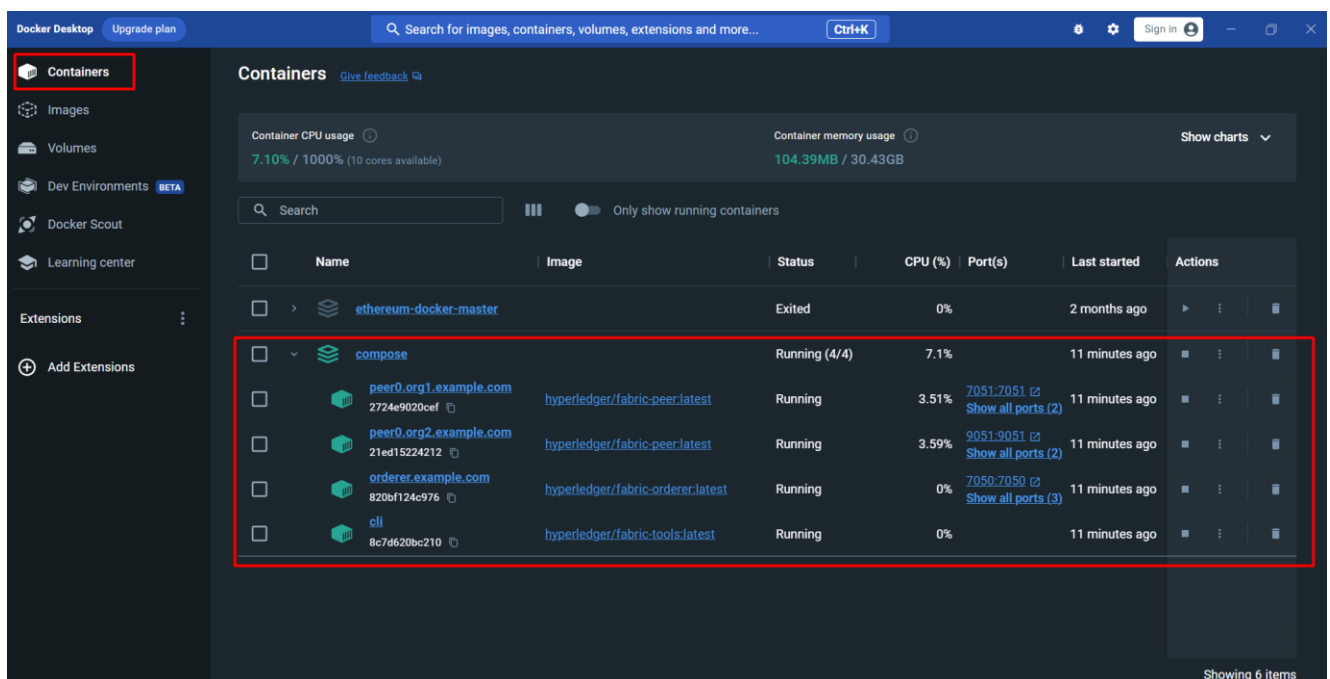 Docker Desktop Upgrade plan Search for images, containers, volumes, extensions and more... Ctrl+K Sign in
Containers
Images
Volumes
Dev Environments BETA
Docker Scout
Learning center
Extensions
Add Extensions
Containers Give feedback
Container CPU usage Container memory usage Show charts
7.10% / 1000% (10 cores available) 104.39MB / 30.43GB
Search Only show running containers
Name Image Status CPU (%) Port(s) Last started Actions
ethereum-docker-master Exited 0% 2 months ago
compose Running (4/4) 7.1% 11 minutes ago
peer0.org1.example.com
2724e9020cef hyperledger/fabric-peer:latest Running 3.51% 7051:7051 Show all ports (2) 11 minutes ago
peer0.org2.example.com
21ed15224212 hyperledger/fabric-peer:latest Running 3.59% 9051:9051 Show all ports (2) 11 minutes ago
orderer.example.com
820bf124c976 hyperledger/fabric-orderer:latest Running 0% 7050:7050 Show all ports (3) 11 minutes ago
cli
8c7d620bc210 hyperledger/fabric-tools:latest Running 0% 11 minutes ago
Showing 6 items